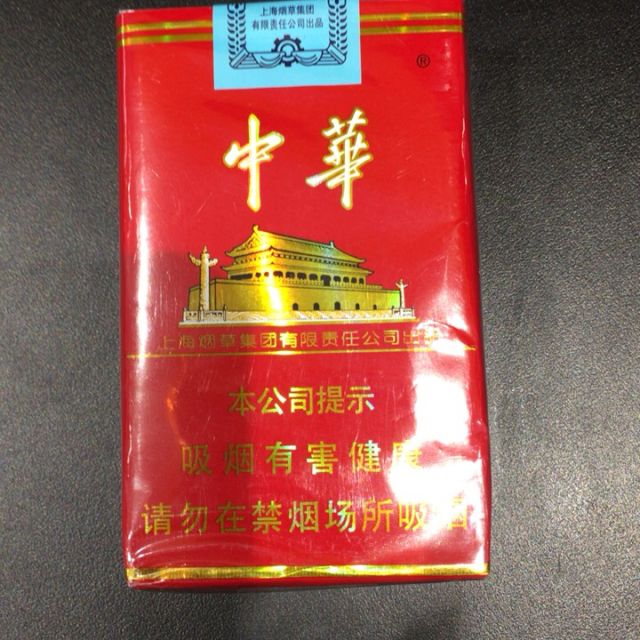 上海烟草集团
有限责任公司出品
®
中華
上海烟草集团有限责任公司出品
本公司提示
吸烟有害健康
请勿在禁烟场所吸烟